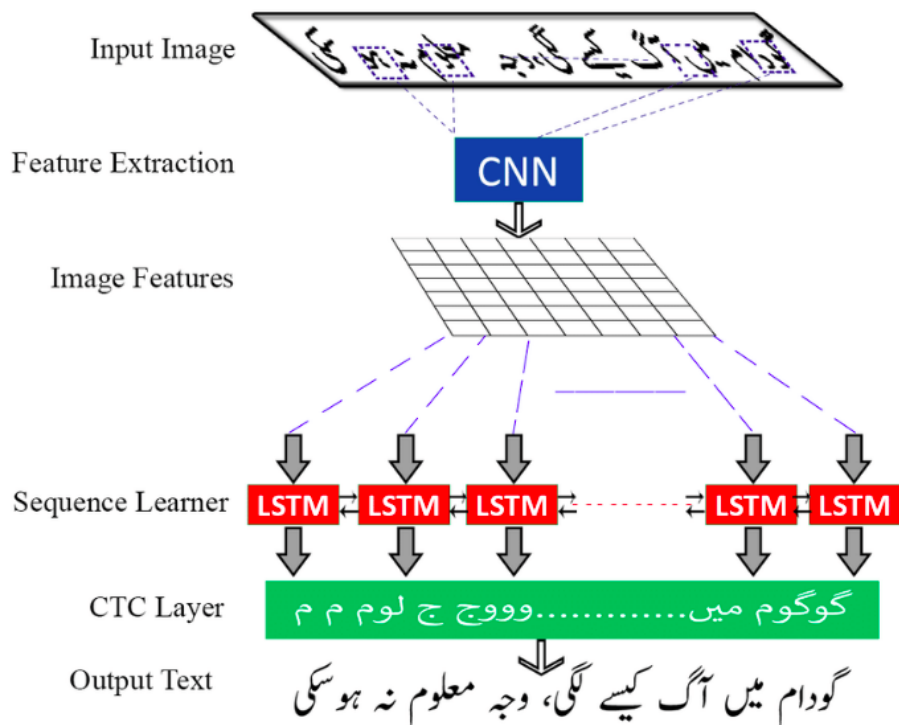 Input Image
Feature Extraction
CNN
Image Features
Sequence Learner
LSTM LSTM LSTM LSTM LSTM
CTC Layer
گوگوم میں.............وووج ج لوم م م
Output Text
گودام میں آگ کیسے لگی، وجہ معلوم نہ ہوسکی